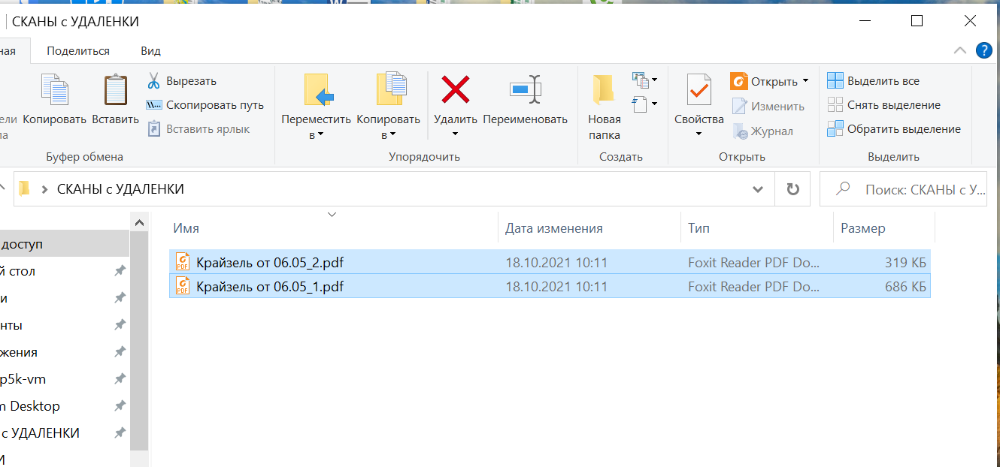 СКАНЫ с УДАЛЕНКИ
ная Поделиться Вид
Копировать Вставить
Вырезать
Скопировать путь
Вставить ярлык
Буфер обмена
Переместить в Копировать в
Удалить Переименовать
Упорядочить
Новая папка
Создать
Свойства
Открыть
Изменить
Журнал
Открыть
Выделить все
Снять выделение
Обратить выделение
Выделить
СКАНЫ с УДАЛЕНКИ
Поиск: СКАНЫ с У...
Имя Дата изменения Тип Размер
Крайзель от 06.05_2.pdf 18.10.2021 10:11 Foxit Reader PDF Do... 319 КБ
Крайзель от 06.05_1.pdf 18.10.2021 10:11 Foxit Reader PDF Do... 686 КБ
доступ
й стол
и
нты
жения
p5k-vm
m Desktop
с УДАЛЕНКИ